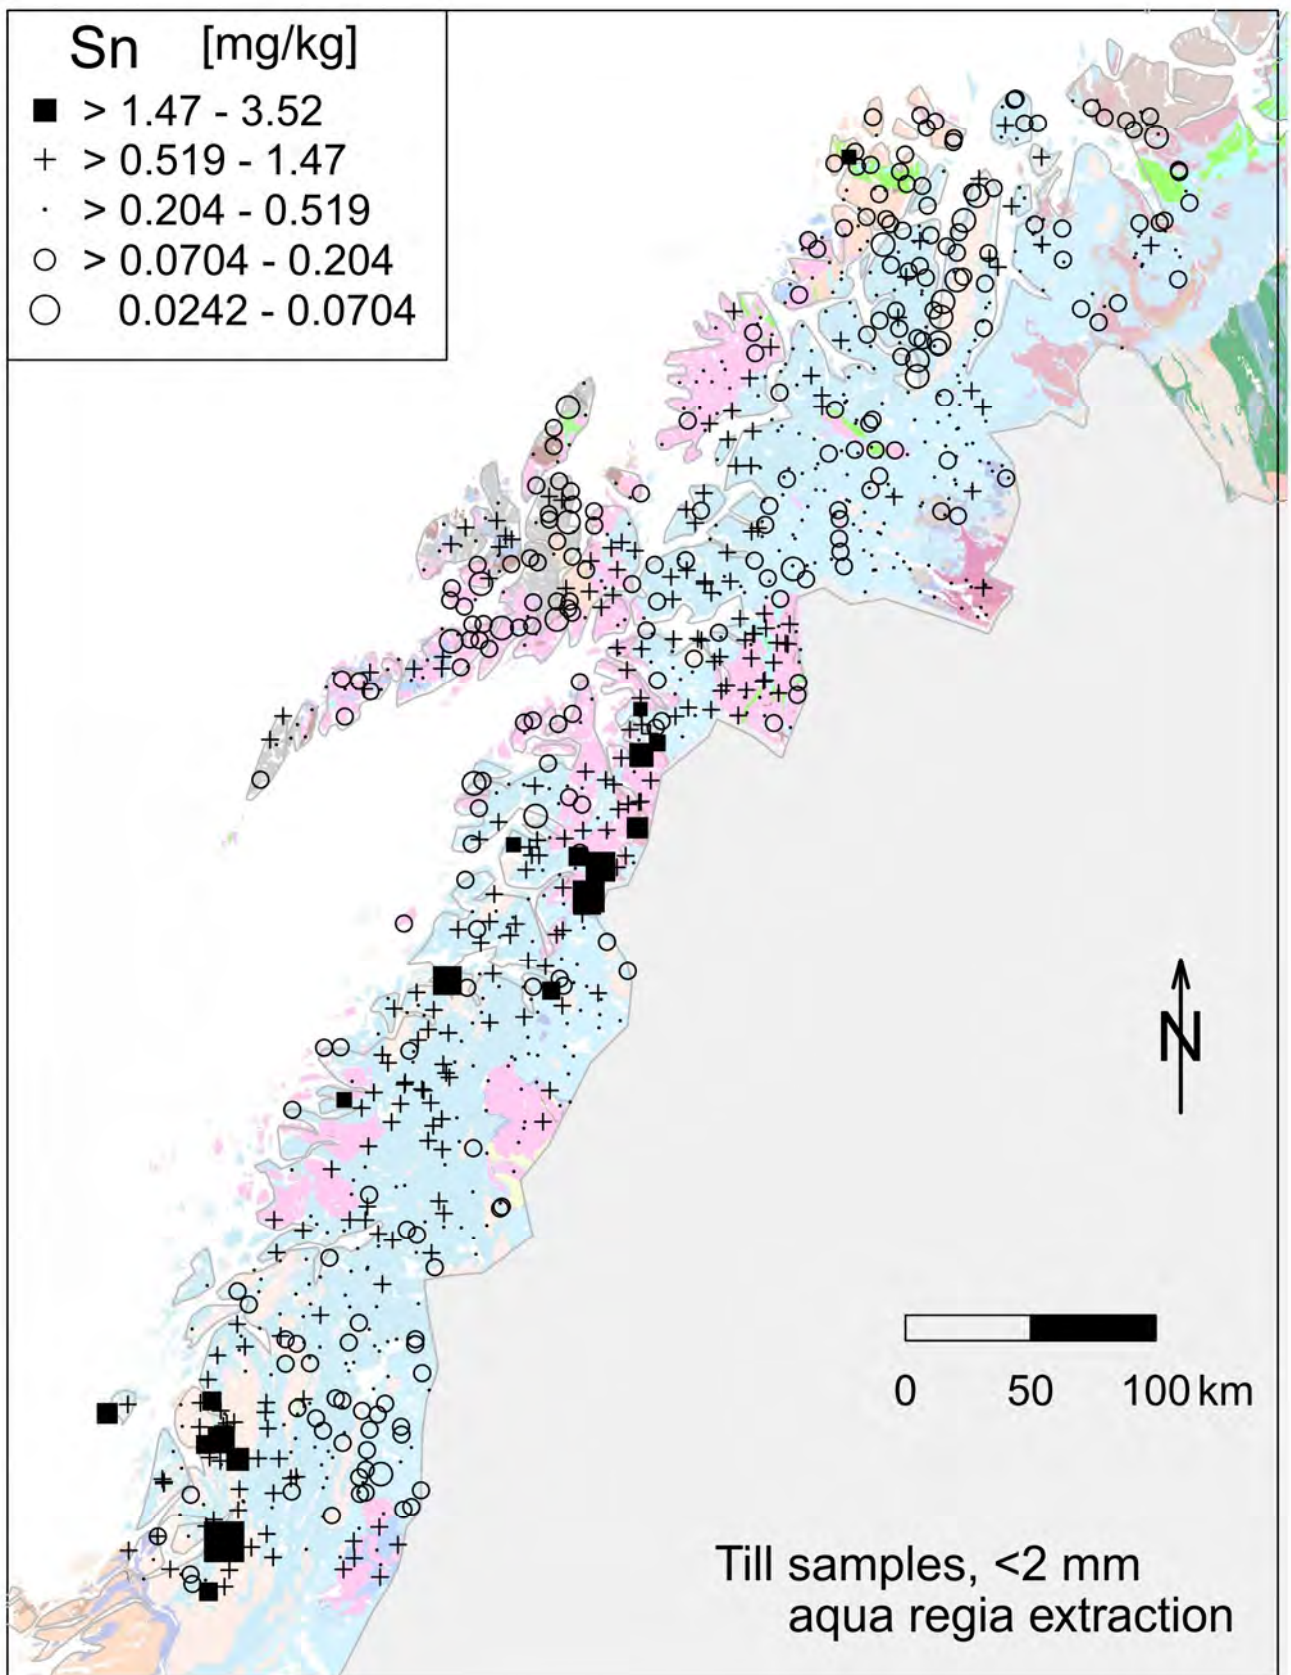 Sn [mg/kg]
> 1.47 - 3.52
> 0.519 - 1.47
> 0.204 - 0.519
> 0.0704 - 0.204
0.0242 - 0.0704
N
0 50 100 km
Till samples, <2 mm
aqua regia extraction